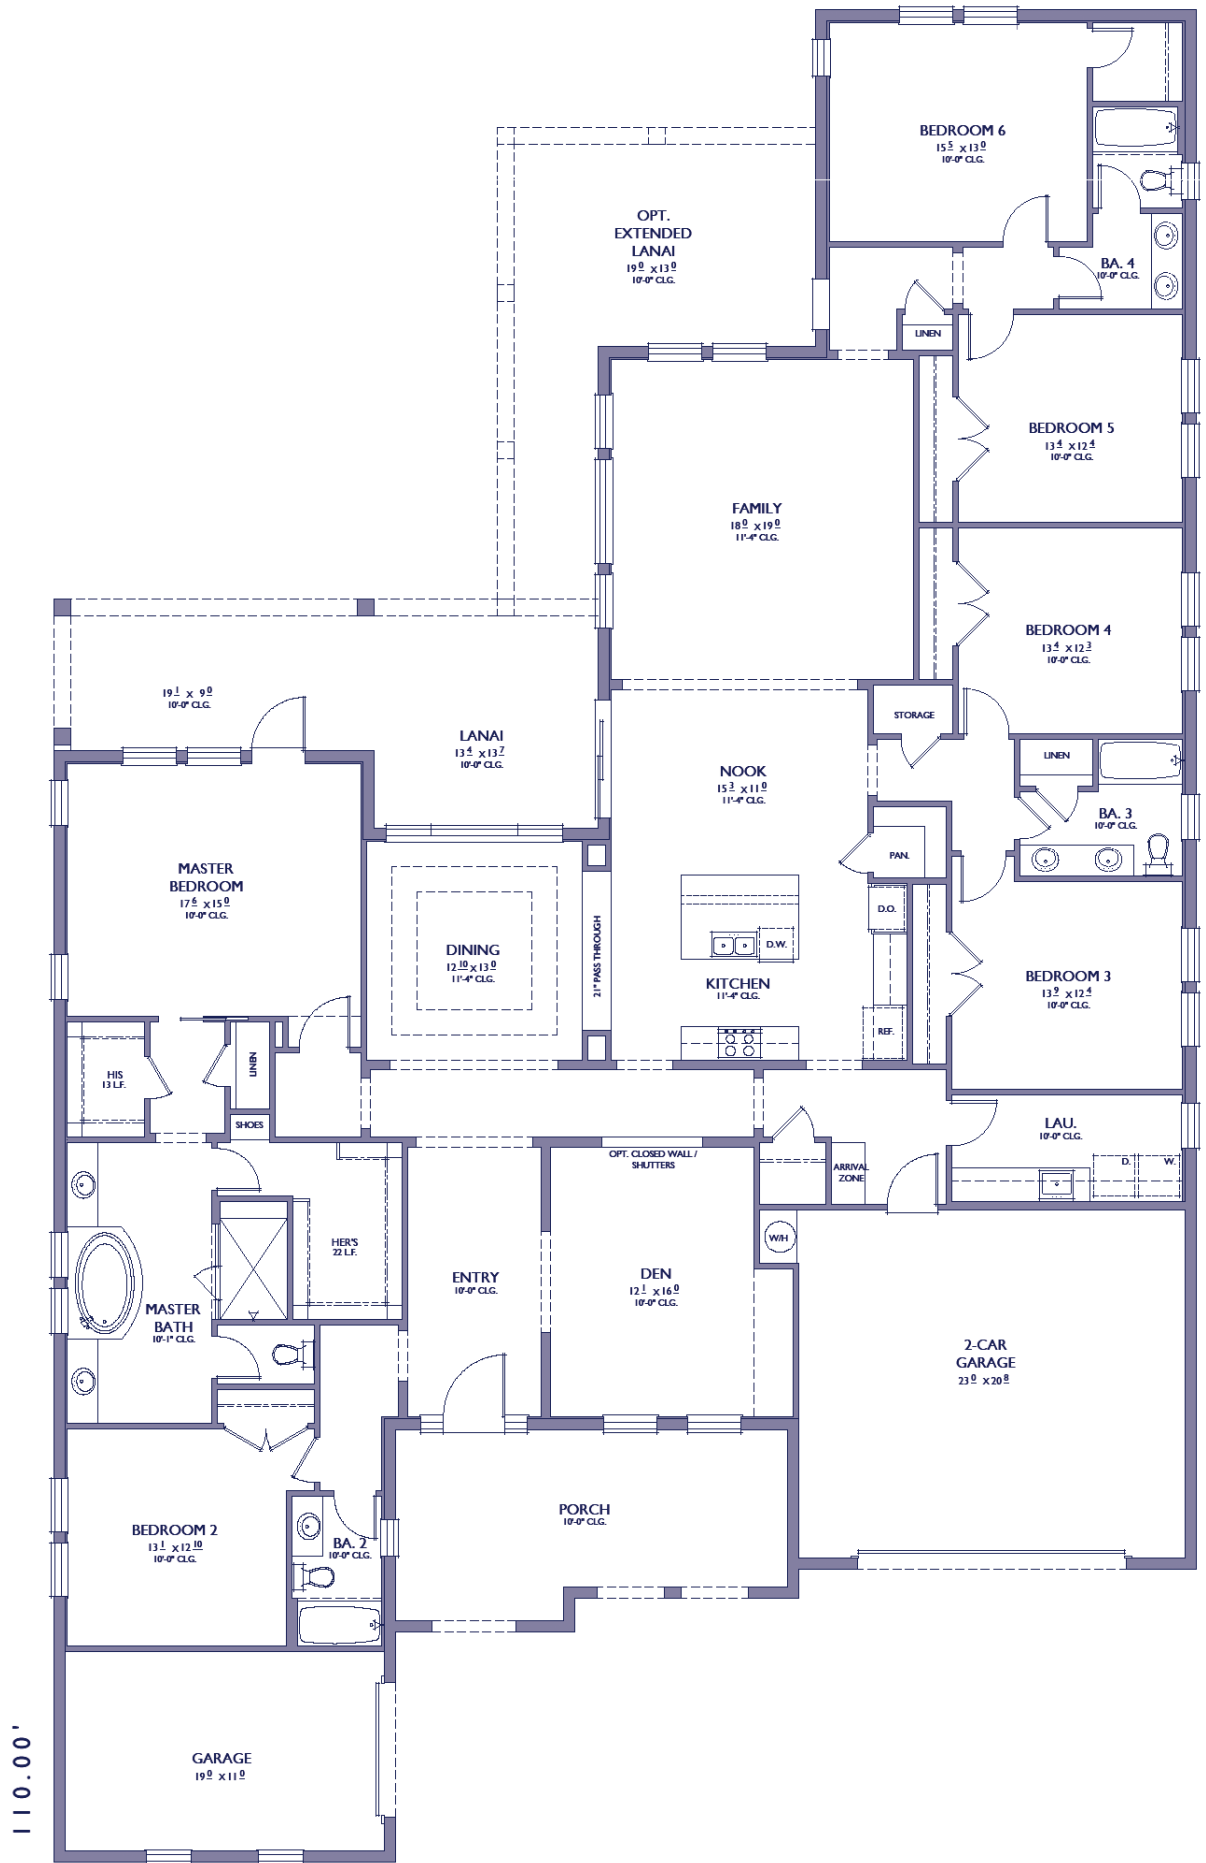 BEDROOM 6
15 5 x 13 0
10'-0" CLG.
OPT.
EXTENDED
LANAI
19 0 x 13 0
10'-0" CLG.
BA. 4
10'-0" CLG.
LINEN
BEDROOM 5
13 4 x 12 4
10'-0" CLG.
FAMILY
18 0 x 19 0
11'-4" CLG.
BEDROOM 4
13 4 x 12 3
10'-0" CLG.
19 1 x 9 0
10'-0" CLG.
STORAGE
LANAI
13 4 x 13 7
10'-0" CLG.
LINEN
NOOK
15 3 x 11 0
11'-4" CLG.
BA. 3
10'-0" CLG.
PAN.
MASTER
BEDROOM
17 6 x 15 0
10'-0" CLG.
D.O.
DINING
12 10 x 13 0
11'-4" CLG.
21" PASS THROUGH
D.W.
KITCHEN
11'-4" CLG.
BEDROOM 3
13 9 x 12 4
10'-0" CLG.
REF.
HIS
13 L.F.
LINEN
SHOES
LAU.
10'-0" CLG.
OPT. CLOSED WALL /
SHUTTERS
ARRIVAL
ZONE
D.
W.
HER'S
22 L.F.
W/H
ENTRY
10'-0" CLG.
DEN
12 1 x 16 0
10'-0" CLG.
MASTER
BATH
10'-1" CLG.
2-CAR
GARAGE
23 0 x 20 8
PORCH
10'-0" CLG.
BEDROOM 2
13 1 x 12 10
10'-0" CLG.
BA. 2
10'-0" CLG.
GARAGE
19 0 x 11 0
110.00'